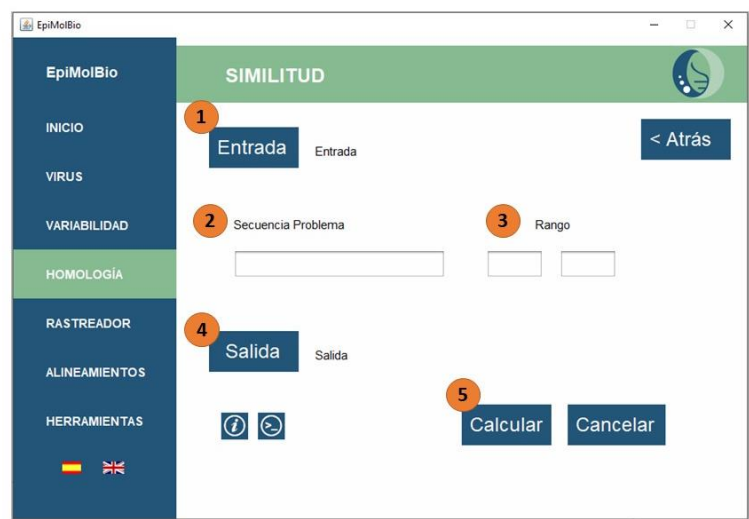 EpiMolBio
EpiMolBio
SIMILITUD
INICIO
VIRUS
VARIABILIDAD
HOMOLOGÍA
RASTREADOR
ALINEAMIENTOS
HERRAMIENTAS
1
Entrada
Entrada
< Atrás
2
Secuencia Problema
3
Rango
4
Salida
Salida
5
Calcular
Cancelar